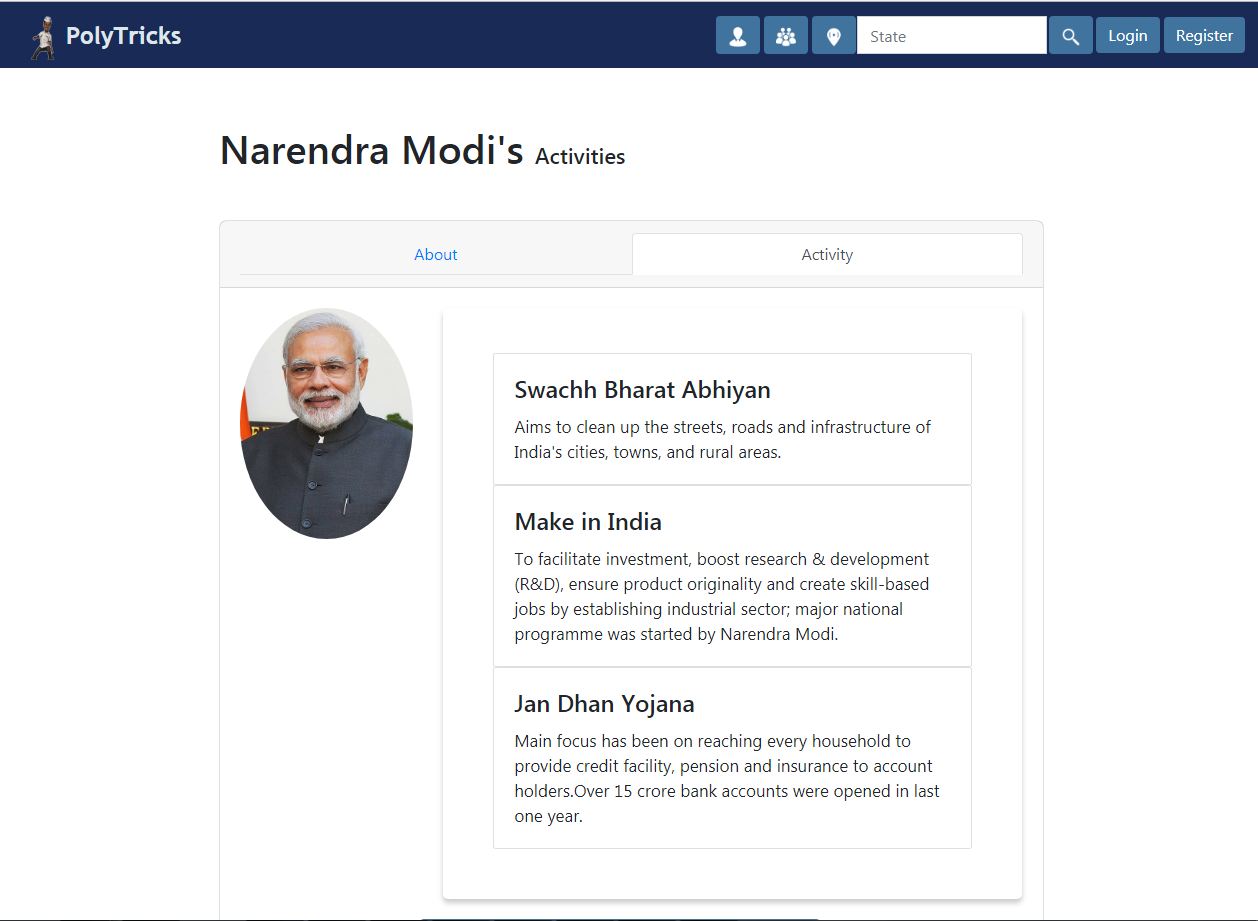 PolyTricks
State
Login
Register
Narendra Modi's Activities
About
Activity
Swachh Bharat Abhiyan
Aims to clean up the streets, roads and infrastructure of
India's cities, towns, and rural areas.
Make in India
To facilitate investment, boost research & development
(R&D), ensure product originality and create skill-based
jobs by establishing industrial sector; major national
programme was started by Narendra Modi.
Jan Dhan Yojana
Main focus has been on reaching every household to
provide credit facility, pension and insurance to account
holders.Over 15 crore bank accounts were opened in last
one year.